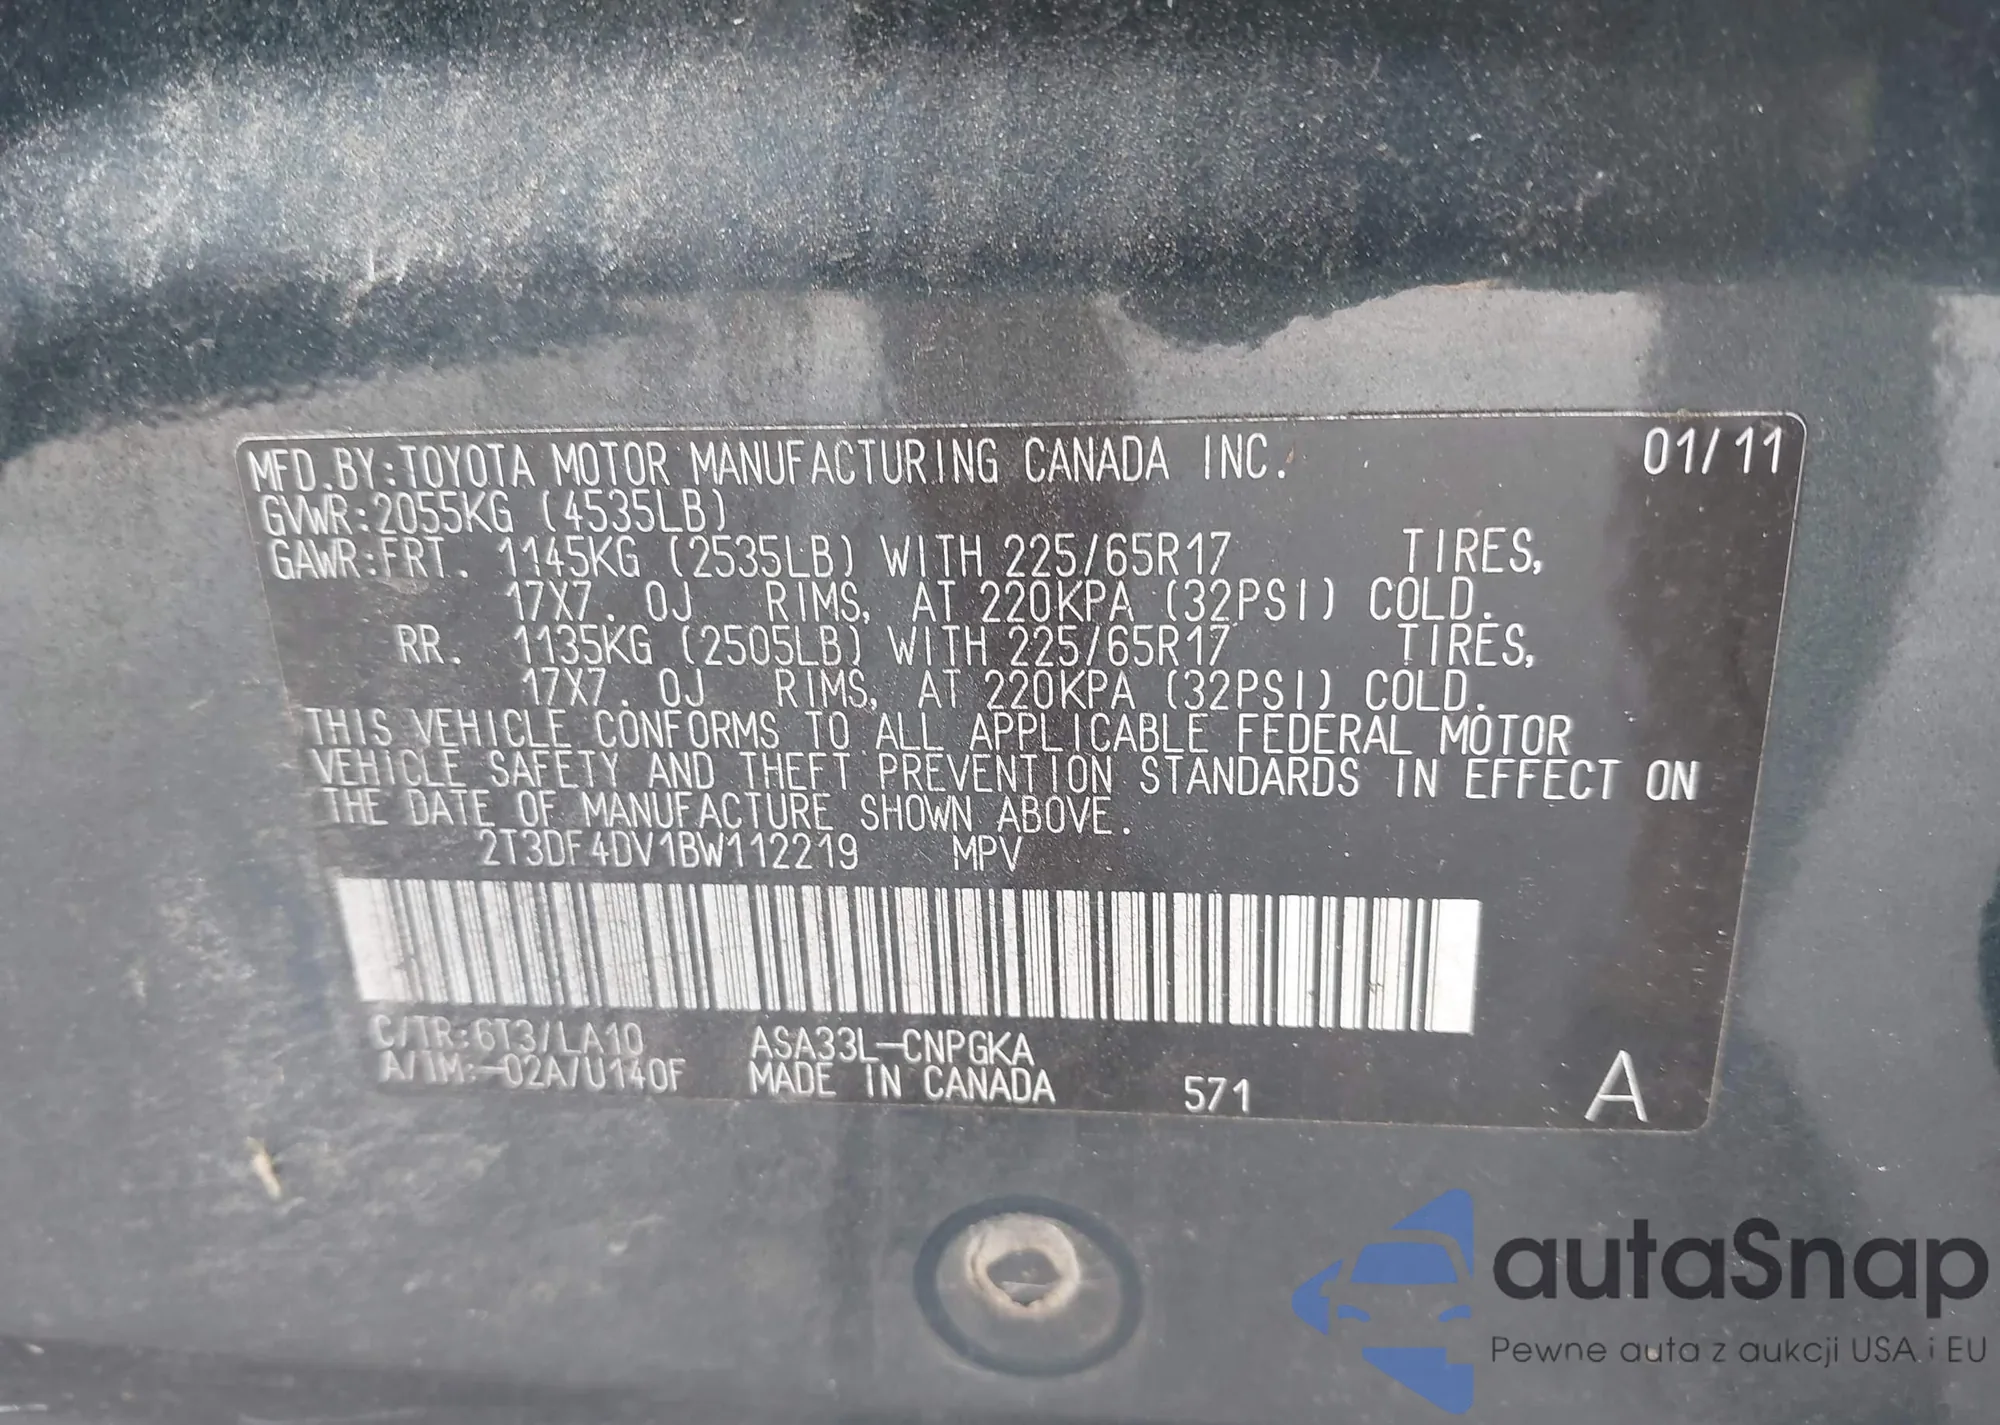 MFD.BY:TOYOTA MOTOR MANUFACTURING CANADA INC. 01/11
GVWR:2055KG (4535LB)
GAWR:FRT. 1145KG (2535LB) WITH 225/65R17 TIRES,
17X7.0J RIMS, AT 220KPA (32PSI) COLD.
RR. 1135KG (2505LB) WITH 225/65R17 TIRES,
17X7.0J RIMS, AT 220KPA (32PSI) COLD.
THIS VEHICLE CONFORMS TO ALL APPLICABLE FEDERAL MOTOR
VEHICLE SAFETY AND THEFT PREVENTION STANDARDS IN EFFECT ON
THE DATE OF MANUFACTURE SHOWN ABOVE.
2T3DF4DV1BW112219 MPV
C/TR:6T3/LA10 ASA33L-CNPGKA
A/IM:-02A/U140F MADE IN CANADA 571 A
autaSnap
Pewne auta z aukcji USA i EU